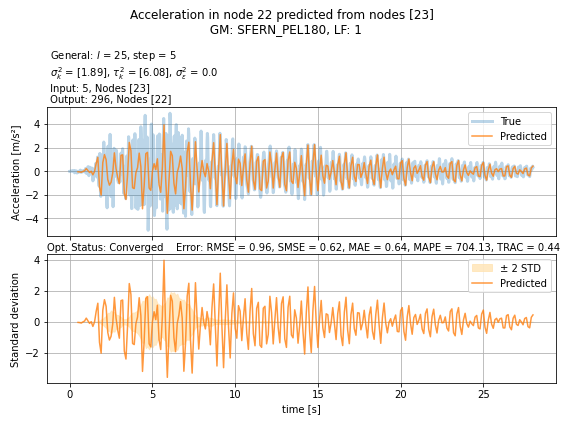 Acceleration in node 22 predicted from nodes [23]
GM: SFERN_PEL180, LF: 1
General: l = 25, step = 5
σ²ₖ = [1.89], τ²ₖ = [6.08], σ²ₑ = 0.0
Input: 5, Nodes [23]
Output: 296, Nodes [22]
Acceleration [m/s²]
4
2
0
−2
−4
True
Predicted
Opt. Status: Converged Error: RMSE = 0.96, SMSE = 0.62, MAE = 0.64, MAPE = 704.13, TRAC = 0.44
Standard deviation
4
2
0
−2
± 2 STD
Predicted
0 5 10 15 20 25
time [s]